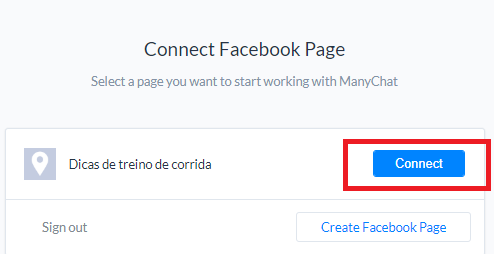 Connect Facebook Page
Select a page you want to start working with ManyChat
Dicas de treino de corrida
Connect
Sign out
Create Facebook Page